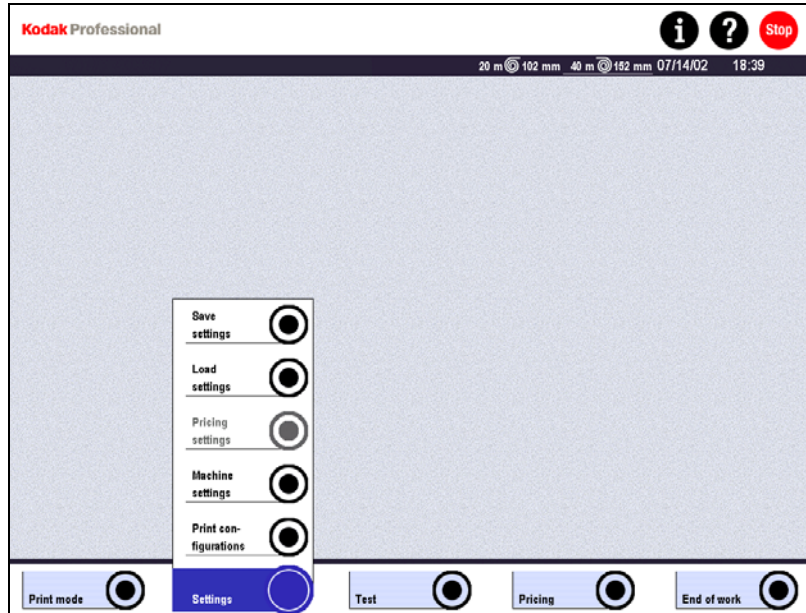 Kodak Professional
i ? Stop
20 m 102 mm 40 m 152 mm 07/14/02 18:39
Save
settings
Load
settings
Pricing
settings
Machine
settings
Print con-
figurations
Print mode Settings Test Pricing End of work